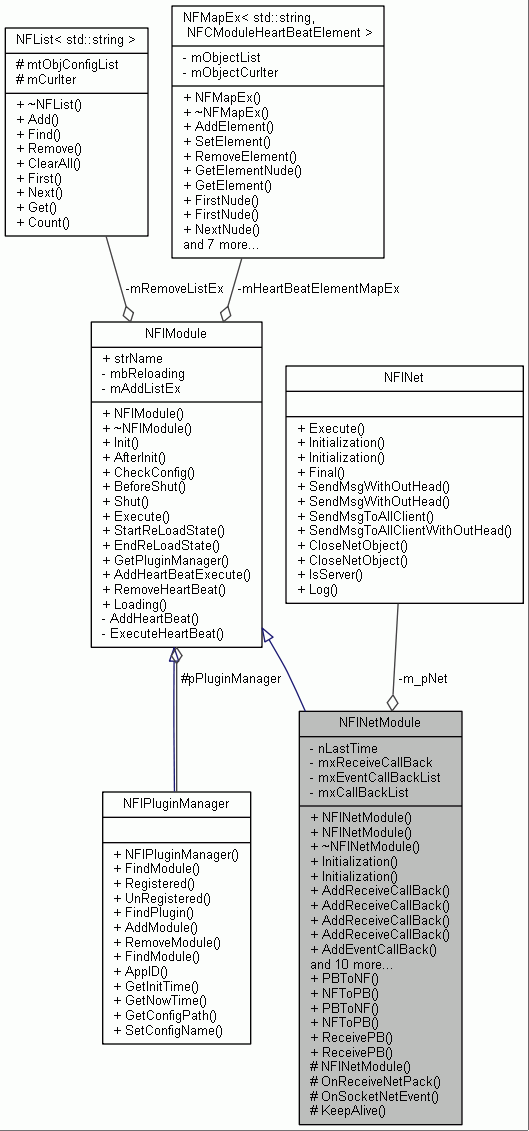 NFList< std::string >
# mtObjConfigList
# mCurIter
+ ~NFList()
+ Add()
+ Find()
+ Remove()
+ ClearAll()
+ First()
+ Next()
+ Get()
+ Count()
NFMapEx< std::string,
NFCModuleHeartBeatElement >
- mObjectList
- mObjectCurIter
+ NFMapEx()
+ ~NFMapEx()
+ AddElement()
+ SetElement()
+ RemoveElement()
+ GetElementNude()
+ GetElement()
+ FirstNude()
+ FirstNude()
+ NextNude()
and 7 more...
-mRemoveListEx
-mHeartBeatElementMapEx
NFIModule
+ strName
- mbReloading
- mAddListEx
+ NFIModule()
+ ~NFIModule()
+ Init()
+ AfterInit()
+ CheckConfig()
+ BeforeShut()
+ Shut()
+ Execute()
+ StartReLoadState()
+ EndReLoadState()
+ GetPluginManager()
+ AddHeartBeatExecute()
+ RemoveHeartBeat()
+ Loading()
- AddHeartBeat()
- ExecuteHeartBeat()
NFINet
+ Execute()
+ Initialization()
+ Initialization()
+ Final()
+ SendMsgWithOutHead()
+ SendMsgWithOutHead()
+ SendMsgToAllClient()
+ SendMsgToAllClientWithOutHead()
+ CloseNetObject()
+ CloseNetObject()
+ IsServer()
+ Log()
#pPluginManager
-m_pNet
NFIPluginManager
+ NFIPluginManager()
+ FindModule()
+ Registered()
+ UnRegistered()
+ FindPlugin()
+ AddModule()
+ RemoveModule()
+ FindModule()
+ AppID()
+ GetInitTime()
+ GetNowTime()
+ GetConfigPath()
+ SetConfigName()
NFINetModule
- nLastTime
- mxReceiveCallBack
- mxEventCallBackList
- mxCallBackList
+ NFINetModule()
+ NFINetModule()
+ ~NFINetModule()
+ Initialization()
+ Initialization()
+ AddReceiveCallBack()
+ AddReceiveCallBack()
+ AddReceiveCallBack()
+ AddReceiveCallBack()
+ AddEventCallBack()
and 10 more...
+ PBToNF()
+ NFToPB()
+ PBToNF()
+ NFToPB()
+ ReceivePB()
+ ReceivePB()
# NFINetModule()
# OnReceiveNetPack()
# OnSocketNetEvent()
# KeepAlive()